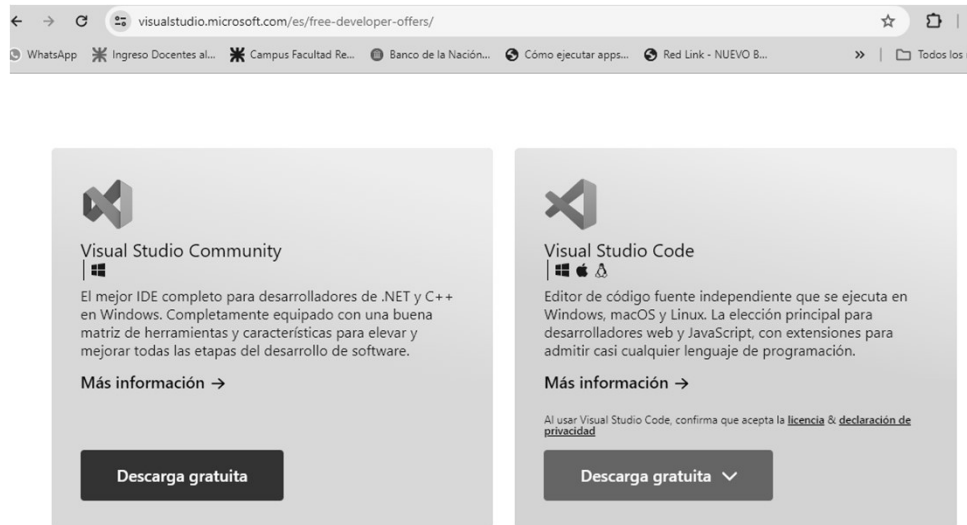 visualstudio.microsoft.com/es/free-developer-offers/
WhatsApp Ingreso Docentes al... Campus Facultad Re... Banco de la Nación... Cómo ejecutar apps... Red Link - NUEVO B... » Todos los
Visual Studio Community
El mejor IDE completo para desarrolladores de .NET y C++
en Windows. Completamente equipado con una buena
matriz de herramientas y características para elevar y
mejorar todas las etapas del desarrollo de software.
Más información →
Descarga gratuita
Visual Studio Code
Editor de código fuente independiente que se ejecuta en
Windows, macOS y Linux. La elección principal para
desarrolladores web y JavaScript, con extensiones para
admitir casi cualquier lenguaje de programación.
Más información →
Al usar Visual Studio Code, confirma que acepta la licencia & declaración de
privacidad
Descarga gratuita